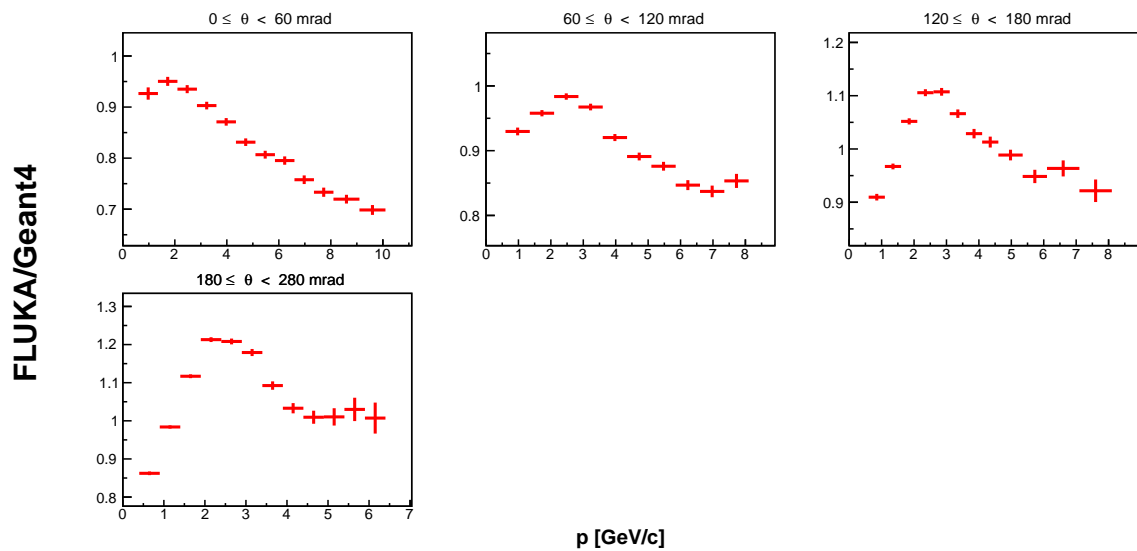 FLUKA/Geant4
0 ≤ θ < 60 mrad
1
0.9
0.8
0.7
0 2 4 6 8 10
60 ≤ θ < 120 mrad
1
0.9
0.8
0 1 2 3 4 5 6 7 8
120 ≤ θ < 180 mrad
1.2
1.1
1
0.9
0 1 2 3 4 5 6 7 8
180 ≤ θ < 280 mrad
1.3
1.2
1.1
1
0.9
0.8
0 1 2 3 4 5 6 7
p [GeV/c]